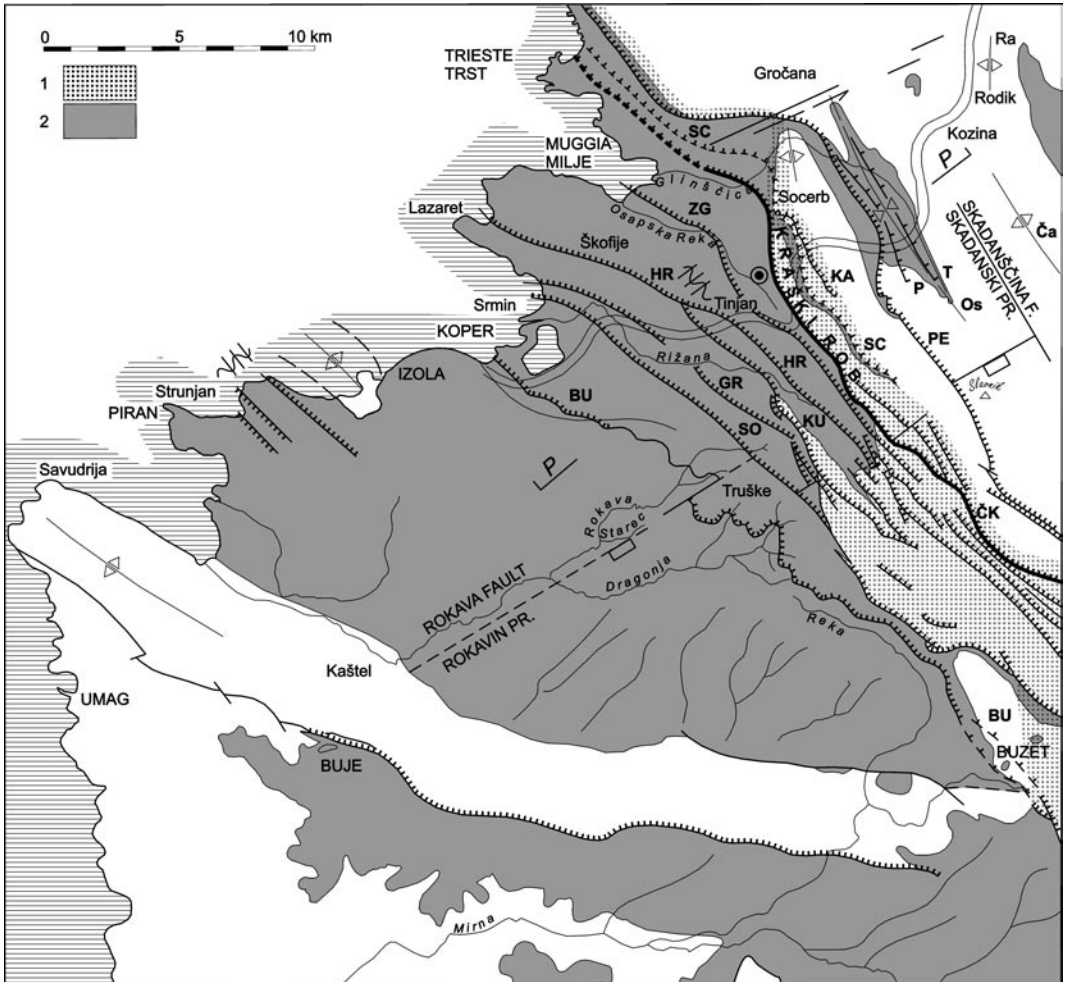 0 5 10 km
1
2
TRIESTE
TRST
Gročana
Ra
Rodik
Kozina
SC
P
MUGGIA
MILJE
Glinščica
Socerb
ZG
Lazaret
Osapska Reka
Škofije
HR
Tinjan
KRAŠKI ROB
KA
P
T
Os
Ča
SKADANŠČINA F.
SKADANSKI PR.
Srmin
KOPER
Rižana
SC
PE
Slavnik
Strunjan
PIRAN
IZOLA
BU
GR
HR
KU
SO
Savudrija
P
Truške
Rokava
Starec
ČK
Dragonja
Reka
ROKAVA FAULT
ROKAVIN PR.
Kaštel
UMAG
BU
BUZET
BUJE
Mirna